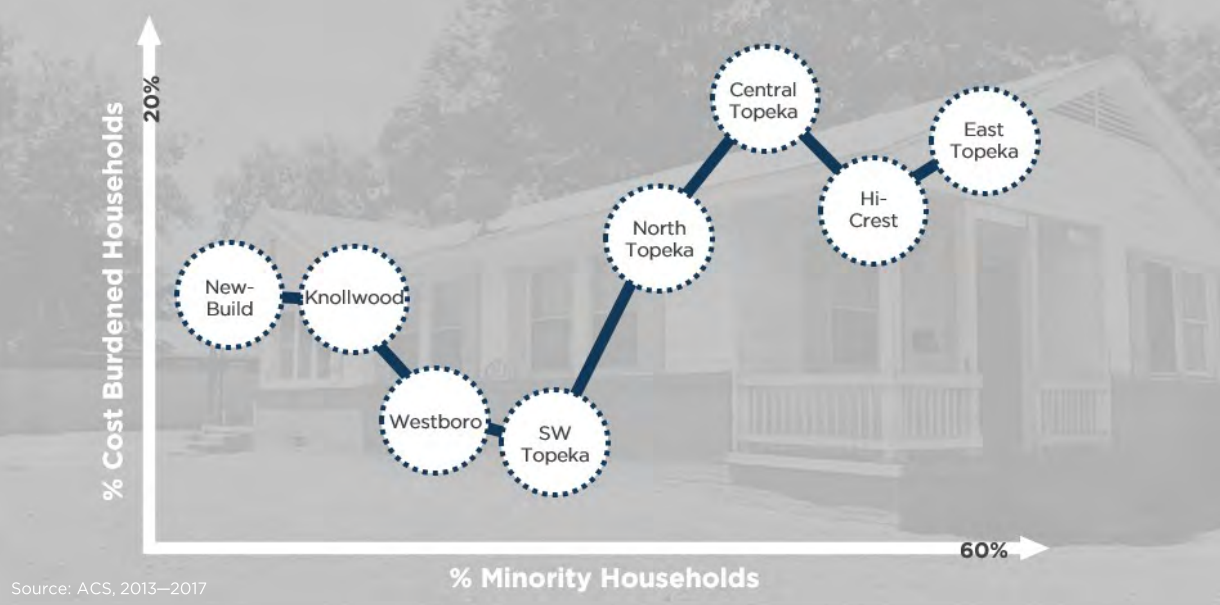 20%
% Cost Burdened Households
New-
Build
Knollwood
Westboro
SW
Topeka
North
Topeka
Central
Topeka
Hi-
Crest
East
Topeka
60%
% Minority Households
Source: ACS, 2013—2017